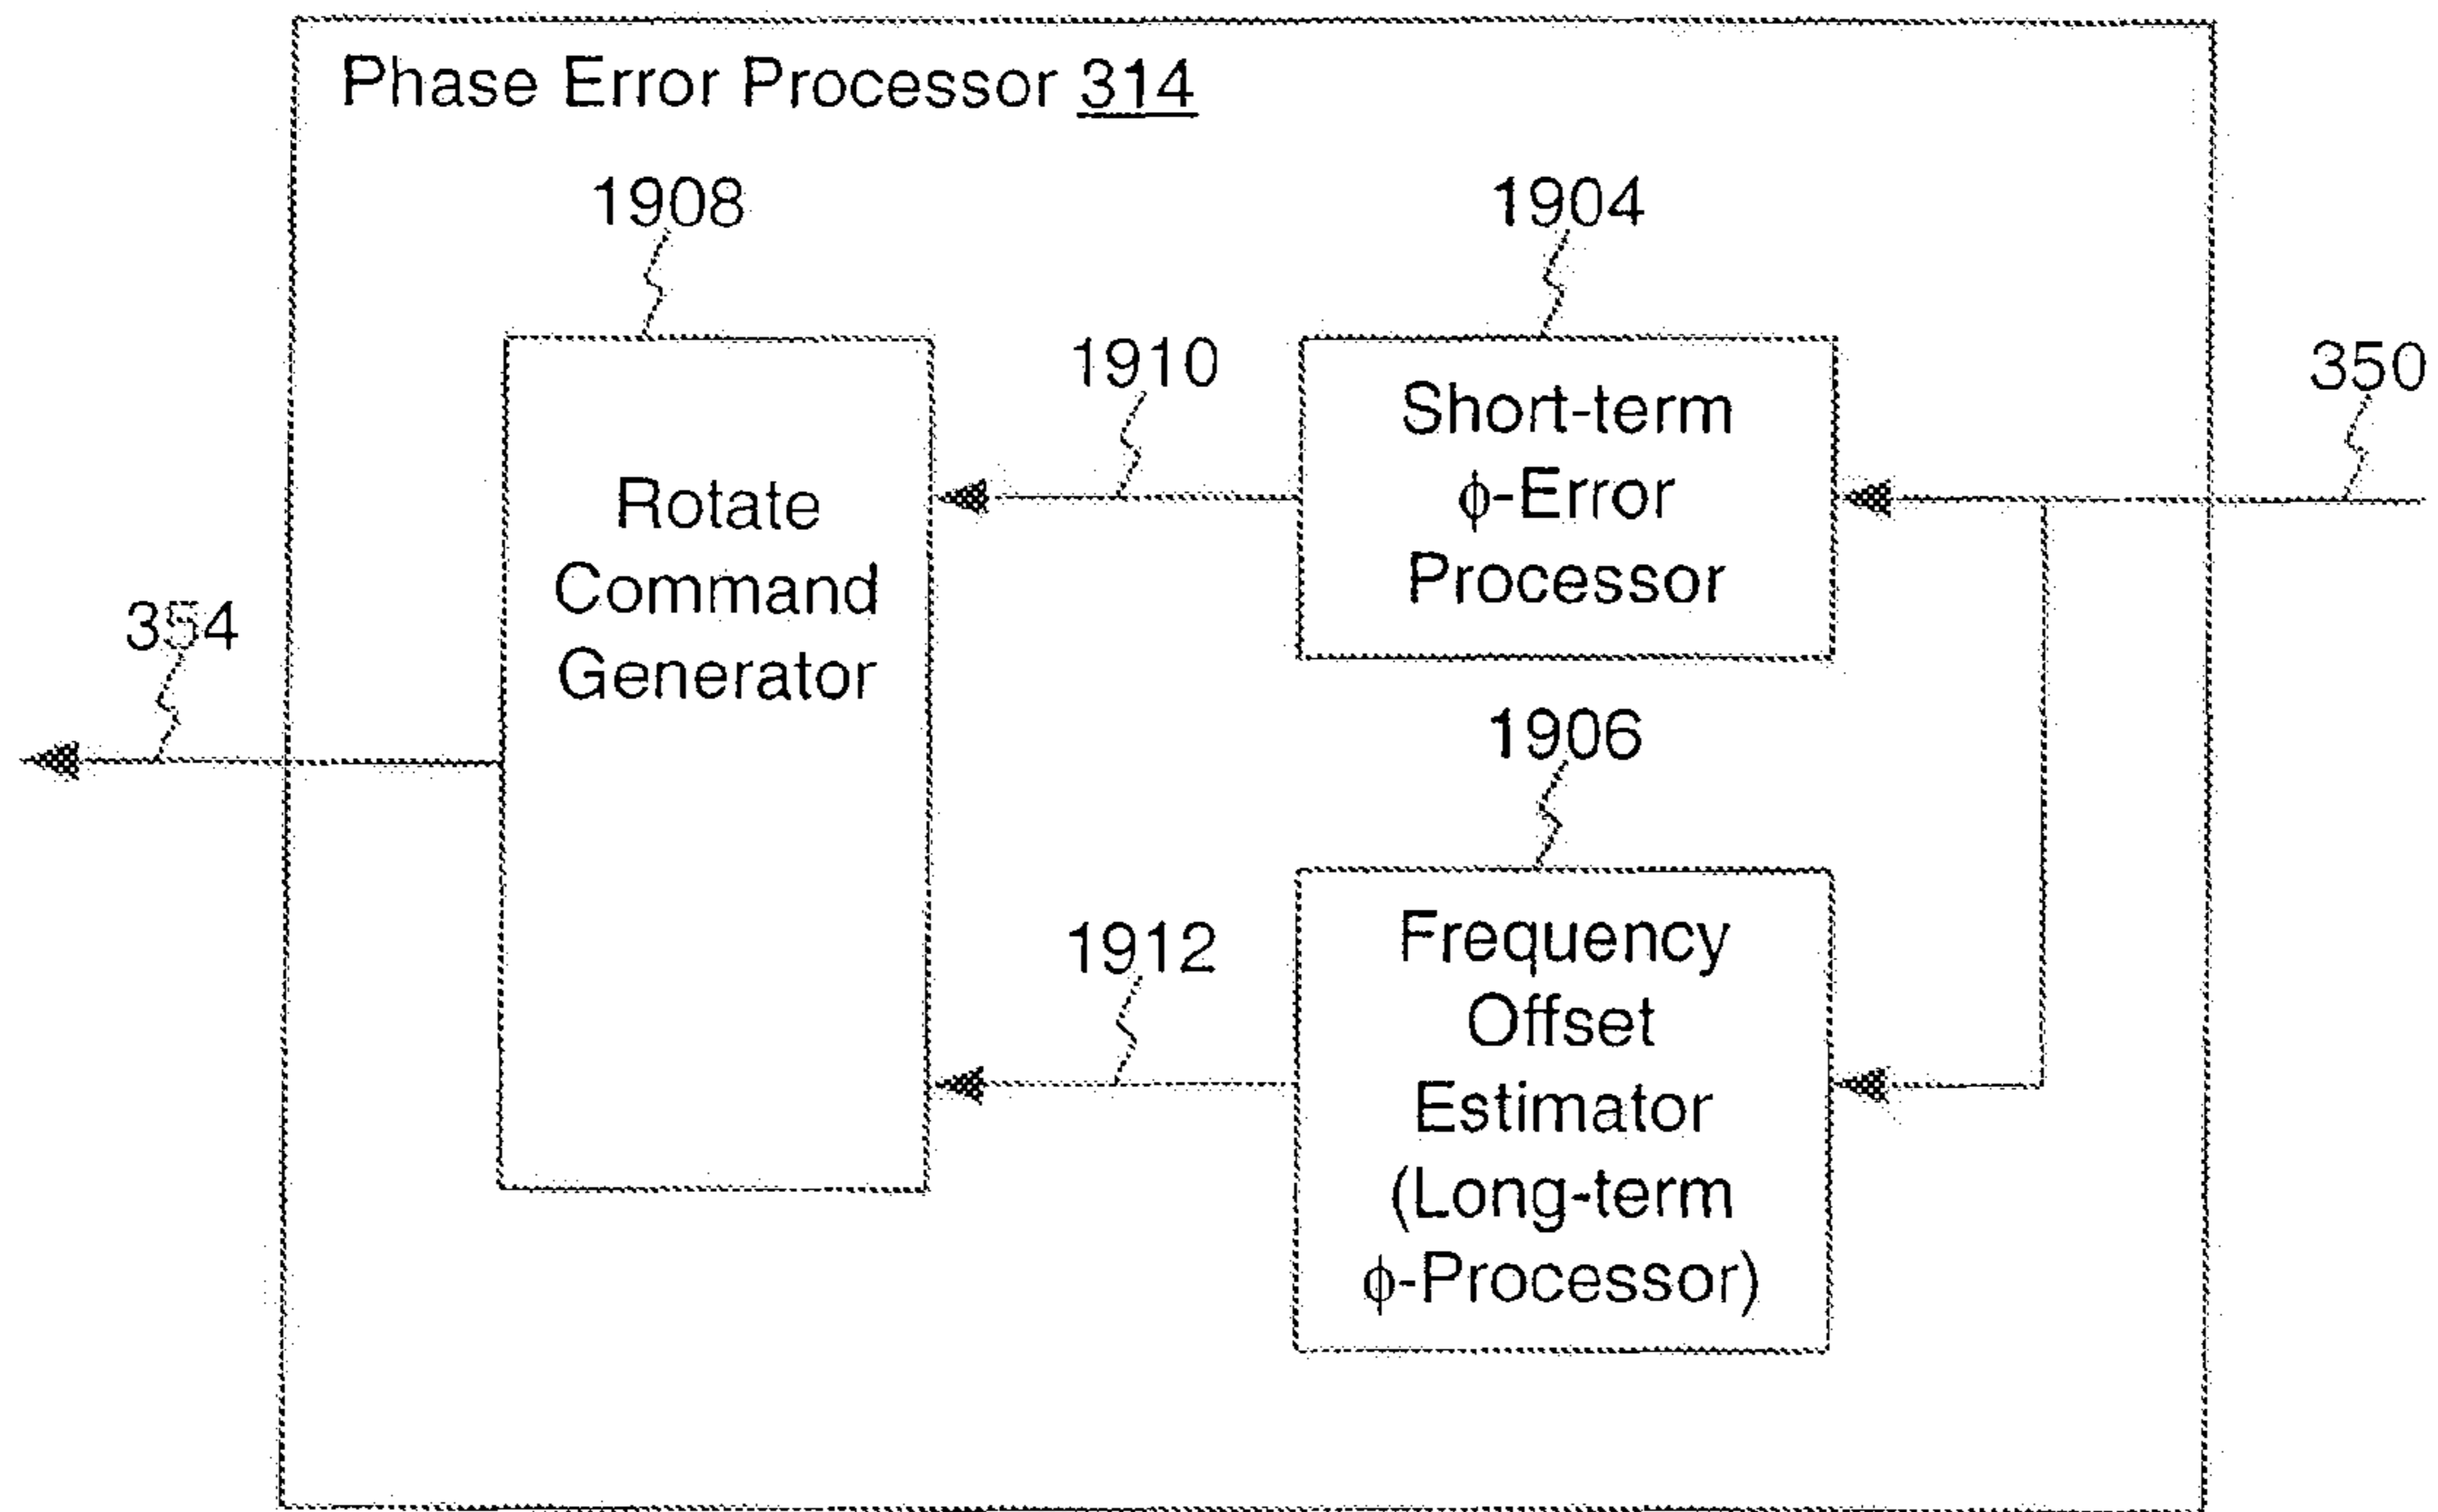 Phase Error Processor 314
1908
1904
1910
350
Short-term
ϕ-Error
Processor
Rotate
Command
Generator
354
1906
1912
Frequency
Offset
Estimator
(Long-term
ϕ-Processor)